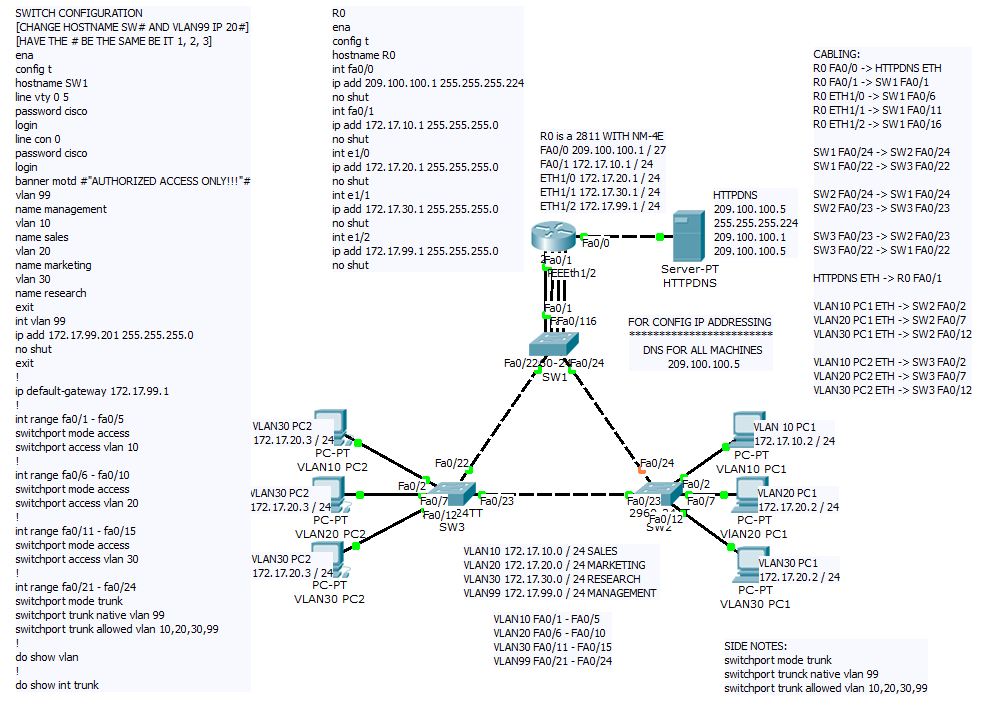 SWITCH CONFIGURATION
[CHANGE HOSTNAME SW# AND VLAN99 IP 20#]
[HAVE THE # BE THE SAME BE IT 1, 2, 3]
ena
config t
hostname SW1
line vty 0 5
password cisco
login
line con 0
password cisco
login
banner motd #"AUTHORIZED ACCESS ONLY!!!"#
vlan 99
name management
vlan 10
name sales
vlan 20
name marketing
vlan 30
name research
exit
int vlan 99
ip add 172.17.99.201 255.255.255.0
no shut
exit
!
ip default-gateway 172.17.99.1
!
int range fa0/1 - fa0/5
switchport mode access
switchport access vlan 10
!
int range fa0/6 - fa0/10
switchport mode access
switchport access vlan 20
!
int range fa0/11 - fa0/15
switchport mode access
switchport access vlan 30
!
int range fa0/21 - fa0/24
switchport mode trunk
switchport trunk native vlan 99
switchport trunk allowed vlan 10,20,30,99
!
do show vlan
!
do show int trunk
R0
ena
config t
hostname R0
int fa0/0
ip add 209.100.100.1 255.255.255.224
no shut
int fa0/1
ip add 172.17.10.1 255.255.255.0
no shut
int e1/0
ip add 172.17.20.1 255.255.255.0
no shut
int e1/1
ip add 172.17.30.1 255.255.255.0
no shut
int e1/2
ip add 172.17.99.1 255.255.255.0
no shut
R0 is a 2811 WITH NM-4E
FA0/0 209.100.100.1 / 27
FA0/1 172.17.10.1 / 24
ETH1/0 172.17.20.1 / 24
ETH1/1 172.17.30.1 / 24
ETH1/2 172.17.99.1 / 24
HTTPDNS
209.100.100.5
255.255.255.224
209.100.100.1
209.100.100.5
Fa0/0
Fa0/1
Eth1/2
Server-PT
HTTPDNS
Fa0/1
Fa0/22
Fa0/24
SW1
FOR CONFIG IP ADDRESSING
*************************
DNS FOR ALL MACHINES
209.100.100.5
CABLING:
R0 FA0/0 -> HTTPDNS ETH
R0 FA0/1 -> SW1 FA0/1
R0 ETH1/0 -> SW1 FA0/6
R0 ETH1/1 -> SW1 FA0/11
R0 ETH1/2 -> SW1 FA0/16
SW1 FA0/24 -> SW2 FA0/24
SW1 FA0/22 -> SW3 FA0/22
SW2 FA0/24 -> SW1 FA0/24
SW2 FA0/23 -> SW3 FA0/23
SW3 FA0/23 -> SW2 FA0/23
SW3 FA0/22 -> SW1 FA0/22
HTTPDNS ETH -> R0 FA0/1
VLAN10 PC1 ETH -> SW2 FA0/2
VLAN20 PC1 ETH -> SW2 FA0/7
VLAN30 PC1 ETH -> SW2 FA0/12
VLAN10 PC2 ETH -> SW3 FA0/2
VLAN20 PC2 ETH -> SW3 FA0/7
VLAN30 PC2 ETH -> SW3 FA0/12
VLAN30 PC2
172.17.20.3 / 24
PC-PT
VLAN10 PC2
VLAN30 PC2
172.17.20.3 / 24
PC-PT
VLAN20 PC2
VLAN30 PC2
172.17.20.3 / 24
PC-PT
VLAN30 PC2
Fa0/22
Fa0/2
Fa0/7
Fa0/23
Fa0/12
24TT
SW3
Fa0/24
Fa0/2
Fa0/23
Fa0/7
Fa0/12
SW2
VLAN 10 PC1
172.17.10.2 / 24
PC-PT
VLAN10 PC1
VLAN20 PC1
172.17.20.2 / 24
PC-PT
VlAN20 PC1
VLAN30 PC1
172.17.20.2 / 24
PC-PT
VLAN30 PC1
VLAN10 172.17.10.0 / 24 SALES
VLAN20 172.17.20.0 / 24 MARKETING
VLAN30 172.17.30.0 / 24 RESEARCH
VLAN99 172.17.99.0 / 24 MANAGEMENT
VLAN10 FA0/1 - FA0/5
VLAN20 FA0/6 - FA0/10
VLAN30 FA0/11 - FA0/15
VLAN99 FA0/21 - FA0/24
SIDE NOTES:
switchport mode trunk
switchport trunck native vlan 99
switchport trunk allowed vlan 10,20,30,99